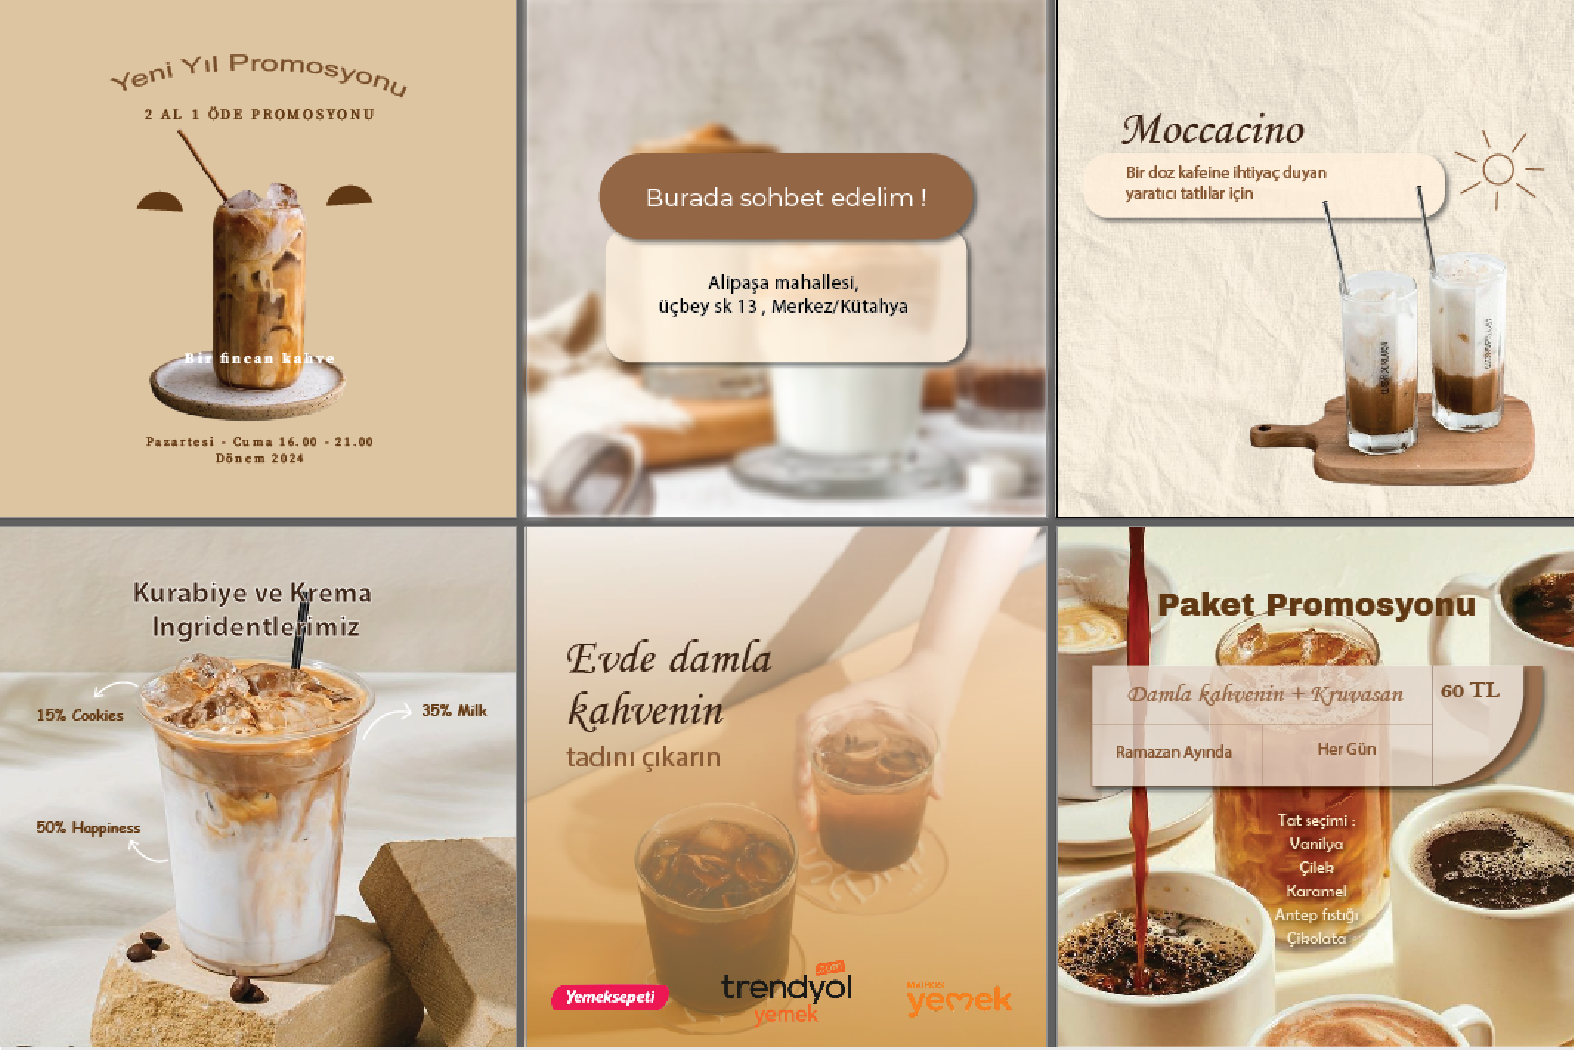 Yeni Yıl Promosyonu
2 AL 1 ÖDE PROMOSYONU
Bir fincan kahve
Pazartesi - Cuma 16.00 - 21.00
Dönem 2024
Burada sohbet edelim !
Alipaşa mahallesi,
üçbey sk 13 , Merkez/Kütahya
Moccacino
Bir doz kafeine ihtiyaç duyan
yaratıcı tatlılar için
Kurabiye ve Krema
Ingridentlerimiz
15% Cookies
35% Milk
50% Happiness
Evde damla
kahvenin
tadını çıkarın
Yemeksepeti
trendyol
yemek
yemek
Paket Promosyonu
Damla kahvenin + Kruvasan
60 TL
Ramazan Ayında
Her Gün
Tat seçimi :
Vanilya
Çilek
Karamel
Antep fıstığı
Çikolata